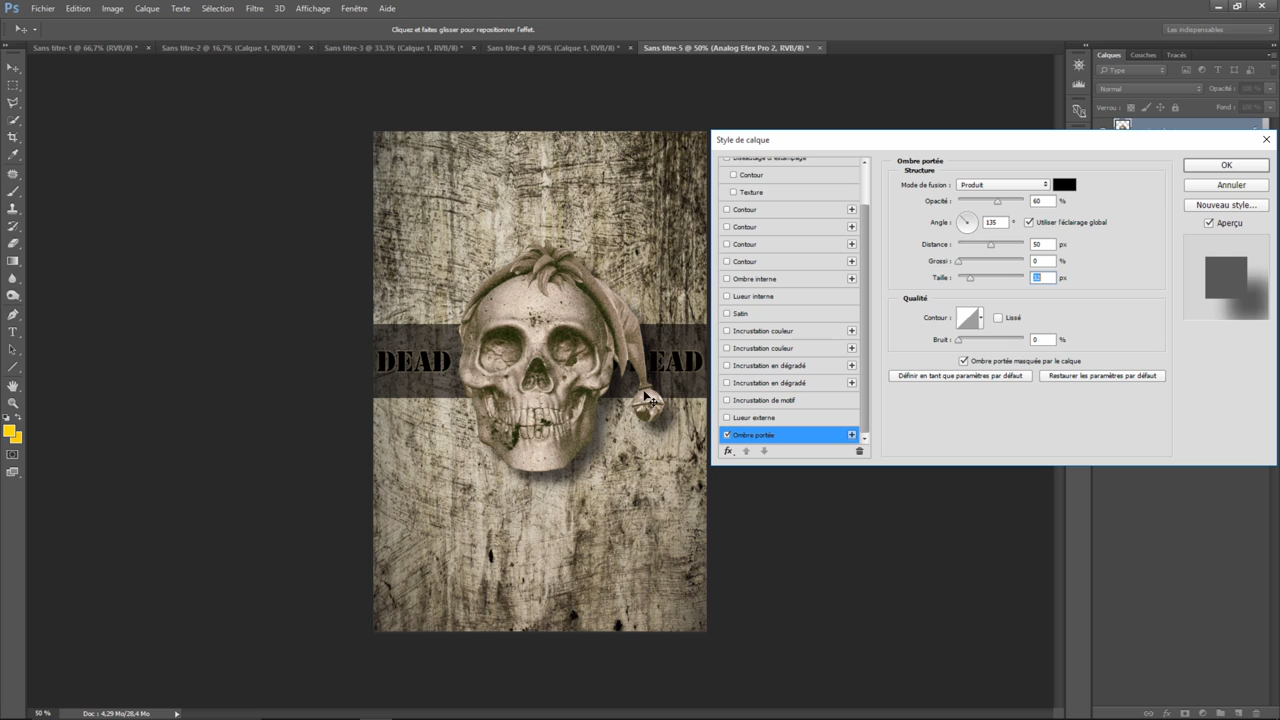 Ps Fichier Edition Image Calque Texte Sélection Filtre 3D Affichage Fenêtre Aide
Cliquez et faites glisser pour repositionner l'effet.
Les indispensables
Sans titre-1 @ 66,7% (RVB/8) * × Sans titre-2 @ 16,7% (Calque 1, RVB/8) * × Sans titre-3 @ 33,3% (Calque 1, RVB/8) * × Sans titre-4 @ 50% (Calque 1, RVB/8) * × Sans titre-5 @ 50% (Analog Efex Pro 2, RVB/8) * ×
Calques Couches Tracés
Type
Normal Opacité : 100 %
Verrou : Fond : 100 %
Style de calque
Contour
Texture
Contour
Contour
Contour
Contour
Ombre interne
Lueur interne
Satin
Incrustation couleur
Incrustation couleur
Incrustation en dégradé
Incrustation en dégradé
Incrustation de motif
Lueur externe
Ombre portée
fx
Ombre portée
Structure
Mode de fusion : Produit
Opacité : 60 %
Angle : 135 ° Utiliser l'éclairage global
Distance : 50 px
Grossi : 0 %
Taille : 32 px
Qualité
Contour : Lissé
Bruit : 0 %
Ombre portée masquée par le calque
Définir en tant que paramètres par défaut Restaurer les paramètres par défaut
OK
Annuler
Nouveau style...
Aperçu
DEAD EAD
50 % Doc : 4,29 Mo/28,4 Mo